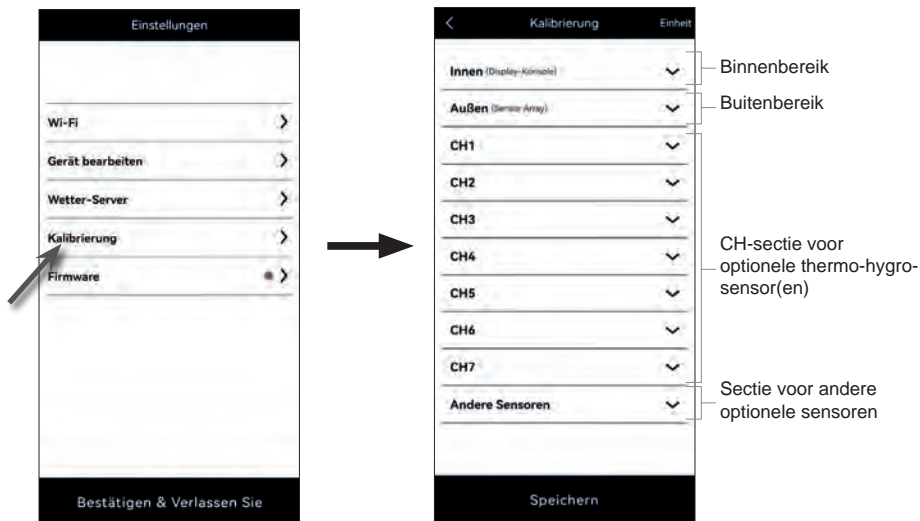 Einstellungen
Wi-Fi
Gerät bearbeiten
Wetter-Server
Kalibrierung
Firmware
Bestätigen & Verlassen Sie
Kalibrierung
Einheit
Innen (Display-Konsole)
Außen (Sensor Array)
CH1
CH2
CH3
CH4
CH5
CH6
CH7
Andere Sensoren
Speichern
Binnenbereik
Buitenbereik
CH-sectie voor
optionele thermo-hygro-
sensor(en)
Sectie voor andere
optionele sensoren